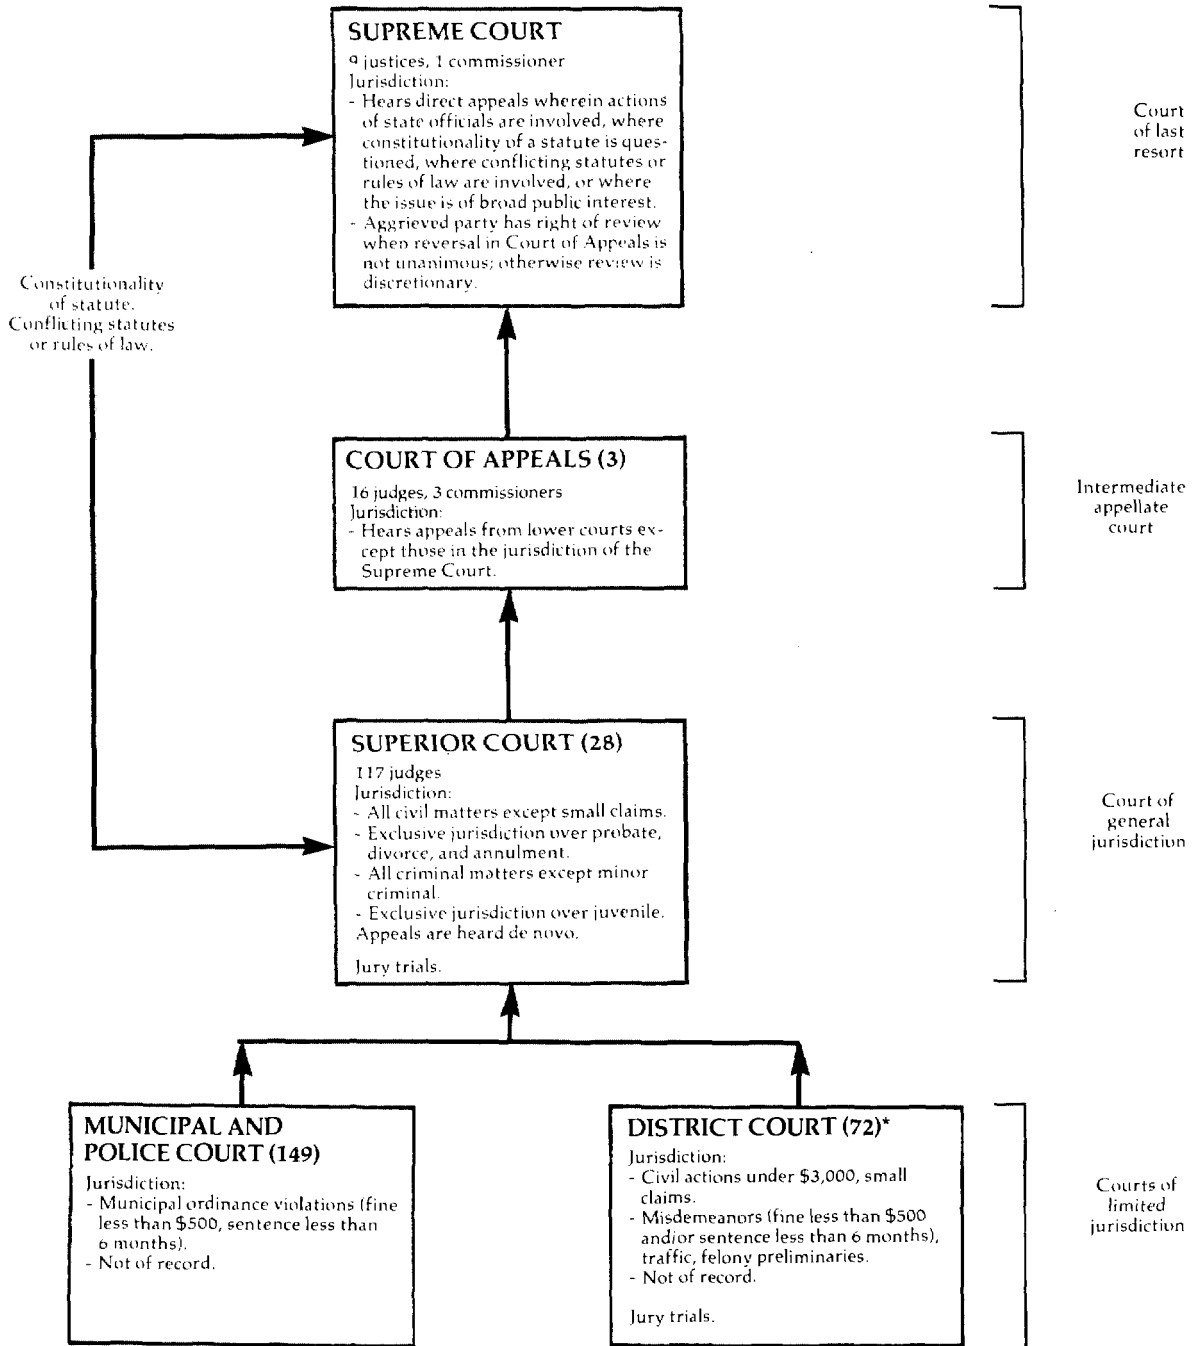 SUPREME COURT
9 justices, 1 commissioner
Jurisdiction:
- Hears direct appeals wherein actions
of state officials are involved, where
constitutionality of a statute is ques-
tioned, where conflicting statutes or
rules of law are involved, or where
the issue is of broad public interest.
- Aggrieved party has right of review
when reversal in Court of Appeals is
not unanimous; otherwise review is
discretionary.
Court
of last
resort
Constitutionality
of statute.
Conflicting statutes
or rules of law.
COURT OF APPEALS (3)
16 judges, 3 commissioners
Jurisdiction:
- Hears appeals from lower courts ex-
cept those in the jurisdiction of the
Supreme Court.
Intermediate
appellate
court
SUPERIOR COURT (28)
117 judges
Jurisdiction:
- All civil matters except small claims.
- Exclusive jurisdiction over probate,
divorce, and annulment.
- All criminal matters except minor
criminal.
- Exclusive jurisdiction over juvenile.
Appeals are heard de novo.
Jury trials.
Court of
general
jurisdiction
MUNICIPAL AND
POLICE COURT (149)
Jurisdiction:
- Municipal ordinance violations (fine
less than $500, sentence less than
6 months).
- Not of record.
DISTRICT COURT (72)*
Jurisdiction:
- Civil actions under $3,000, small
claims.
- Misdemeanors (fine less than $500
and/or sentence less than 6 months),
traffic, felony preliminaries.
- Not of record.
Jury trials.
Courts of
limited
jurisdiction